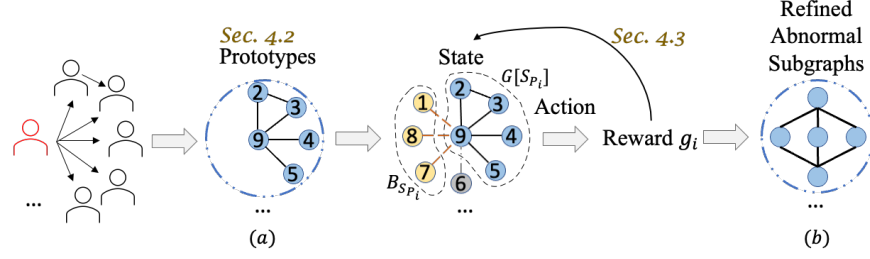 Sec. 4.2
Prototypes
2
3
9
4
5
...
...
(a)
State
G[S_{P_i}]
1
2
3
8
9
4
7
5
6
B_{S_{P_i}}
...
Action
Sec. 4.3
Reward g_i
Refined
Abnormal
Subgraphs
...
(b)